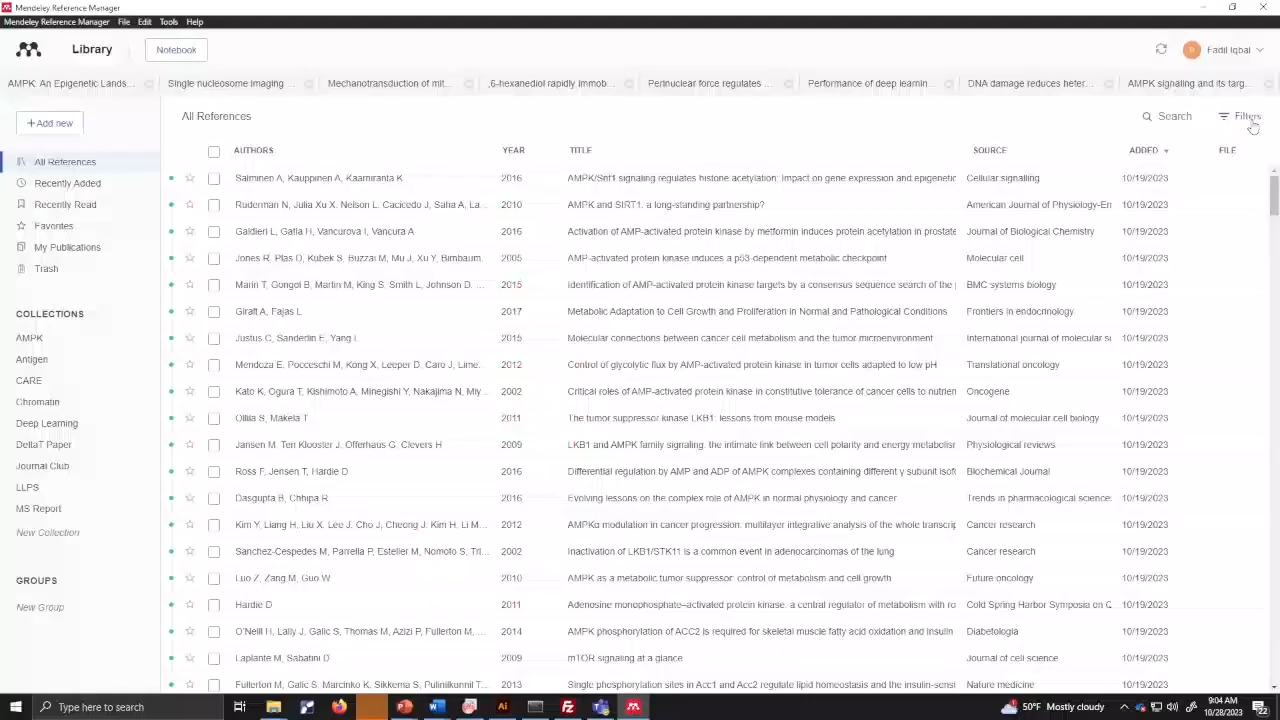 Mendeley Reference Manager
Mendeley Reference Manager File Edit Tools Help
Library Notebook Fadil Iqbal
AMPK: An Epigenetic Lands... Single nucleosome imaging ... Mechanotransduction of mit... ,6-hexanediol rapidly immob... Perinuclear force regulates ... Performance of deep learnin... DNA damage reduces heter... AMPK signaling and its targ...
+ Add new
All References
Recently Added
Recently Read
Favorites
My Publications
Trash
COLLECTIONS
AMPK
Antigen
CARE
Chromatin
Deep Learning
DeltaT Paper
Journal Club
LLPS
MS Report
New Collection
GROUPS
New Group
All References Search Filters
AUTHORS YEAR TITLE SOURCE ADDED FILE
Salminen A, Kauppinen A, Kaarniranta K 2016 AMPK/Snf1 signaling regulates histone acetylation: Impact on gene expression and epigenetic Cellular signalling 10/19/2023
Ruderman N, Julia Xu X, Nelson L, Cacicedo J, Saha A, La... 2010 AMPK and SIRT1: a long-standing partnership? American Journal of Physiology-En 10/19/2023
Galdieri L, Gatla H, Vancurova I, Vancura A 2016 Activation of AMP-activated protein kinase by metformin induces protein acetylation in prostate Journal of Biological Chemistry 10/19/2023
Jones R, Plas D, Kubek S, Buzzai M, Mu J, Xu Y, Birnbaum... 2005 AMP-activated protein kinase induces a p53-dependent metabolic checkpoint Molecular cell 10/19/2023
Marin T, Gongol B, Martin M, King S, Smith L, Johnson D, ... 2015 Identification of AMP-activated protein kinase targets by a consensus sequence search of the p BMC systems biology 10/19/2023
Giralt A, Fajas L 2017 Metabolic Adaptation to Cell Growth and Proliferation in Normal and Pathological Conditions Frontiers in endocrinology 10/19/2023
Justus C, Sanderlin E, Yang L 2015 Molecular connections between cancer cell metabolism and the tumor microenvironment International journal of molecular sc 10/19/2023
Mendoza E, Pocceschi M, Kong X, Leeper D, Caro J, Lime... 2012 Control of glycolytic flux by AMP-activated protein kinase in tumor cells adapted to low pH Translational oncology 10/19/2023
Kato K, Ogura T, Kishimoto A, Minegishi Y, Nakajima N, Miy... 2002 Critical roles of AMP-activated protein kinase in constitutive tolerance of cancer cells to nutrien Oncogene 10/19/2023
Ollila S, Makela T 2011 The tumor suppressor kinase LKB1: lessons from mouse models Journal of molecular cell biology 10/19/2023
Jansen M, Ten Klooster J, Offerhaus G, Clevers H 2009 LKB1 and AMPK family signaling: the intimate link between cell polarity and energy metabolism Physiological reviews 10/19/2023
Ross F, Jensen T, Hardie D 2016 Differential regulation by AMP and ADP of AMPK complexes containing different γ subunit isofo Biochemical Journal 10/19/2023
Dasgupta B, Chhipa R 2016 Evolving lessons on the complex role of AMPK in normal physiology and cancer Trends in pharmacological sciences 10/19/2023
Kim Y, Liang H, Liu X, Lee J, Cho J, Cheong J, Kim H, Li M... 2012 AMPKα modulation in cancer progression: multilayer integrative analysis of the whole transcrip Cancer research 10/19/2023
Sanchez-Cespedes M, Parrella P, Esteller M, Nomoto S, Tri... 2002 Inactivation of LKB1/STK11 is a common event in adenocarcinomas of the lung Cancer research 10/19/2023
Luo Z, Zang M, Guo W 2010 AMPK as a metabolic tumor suppressor: control of metabolism and cell growth Future oncology 10/19/2023
Hardie D 2011 Adenosine monophosphate–activated protein kinase: a central regulator of metabolism with ro Cold Spring Harbor Symposia on Q 10/19/2023
O'Neill H, Lally J, Galic S, Thomas M, Azizi P, Fullerton M, ... 2014 AMPK phosphorylation of ACC2 is required for skeletal muscle fatty acid oxidation and insulin Diabetologia 10/19/2023
Laplante M, Sabatini D 2009 mTOR signaling at a glance Journal of cell science 10/19/2023
Fullerton M, Galic S, Marcinko K, Sikkema S, Pulinilkunnil T... 2013 Single phosphorylation sites in Acc1 and Acc2 regulate lipid homeostasis and the insulin-sensi Nature medicine 10/19/2023
Type here to search 50°F Mostly cloudy 9:04 AM
10/28/2023 22